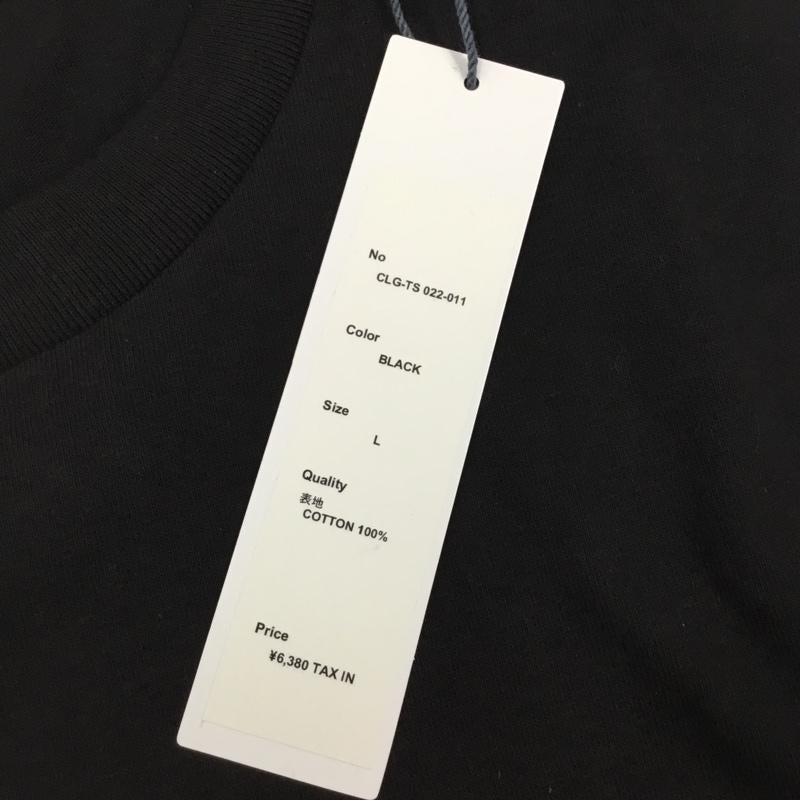 No
CLG-TS 022-011
Color
BLACK
Size
L
Quality
表地
COTTON 100%
Price
¥6,380 TAX IN